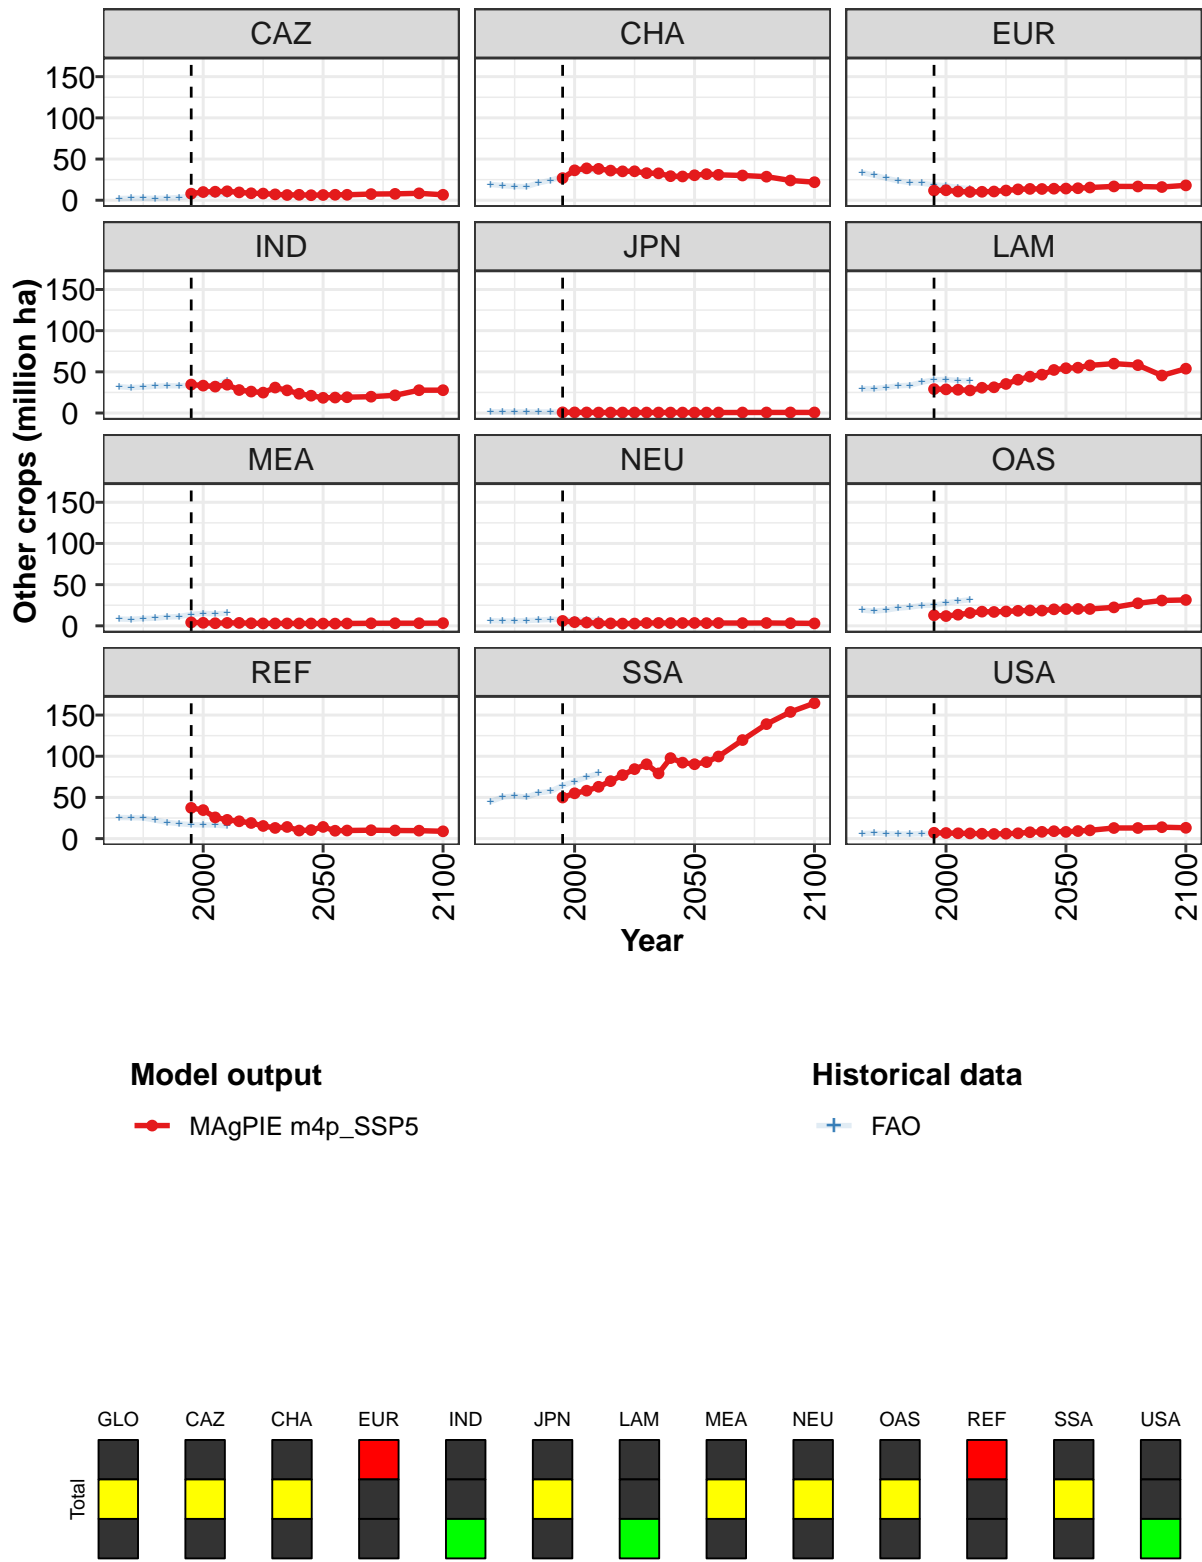 CAZ CHA EUR
150
100
50
0
IND JPN LAM
150
100
50
0
MEA NEU OAS
150
100
50
0
REF SSA USA
150
100
50
0
Other crops (million ha)
2000 2050 2100 2000 2050 2100 2000 2050 2100
Year
Model output Historical data
MAgPIE m4p_SSP5 FAO
GLO CAZ CHA EUR IND JPN LAM MEA NEU OAS REF SSA USA
Total